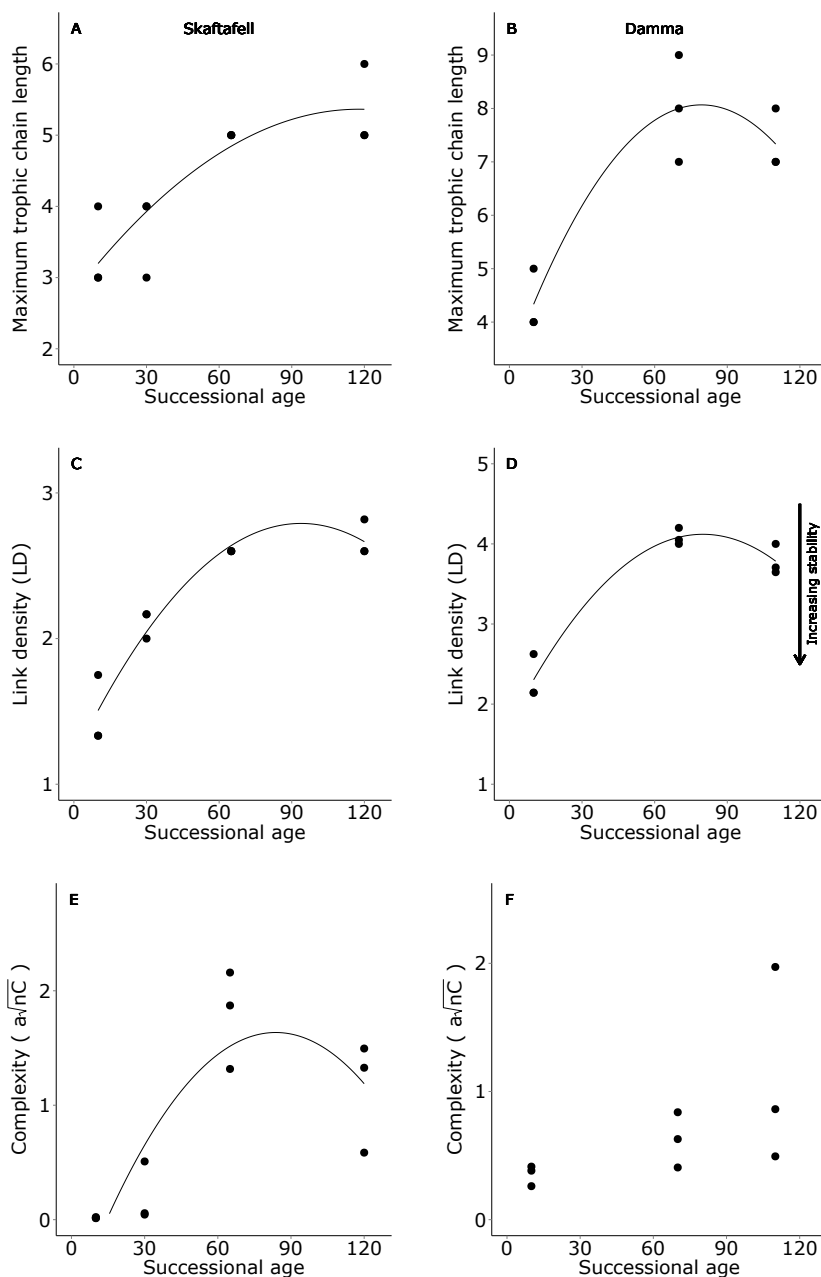 A Skaftafell
Maximum trophic chain length
6
5
4
3
2
0 30 60 90 120
Successional age
B Damma
Maximum trophic chain length
9
8
7
6
5
4
0 30 60 90 120
Successional age
C
Link density (LD)
3
2
1
0 30 60 90 120
Successional age
D
Link density (LD)
5
4
3
2
1
Increasing stability
0 30 60 90 120
Successional age
E
Complexity ( a√nC )
2
1
0
0 30 60 90 120
Successional age
F
Complexity ( a√nC )
2
1
0
0 30 60 90 120
Successional age